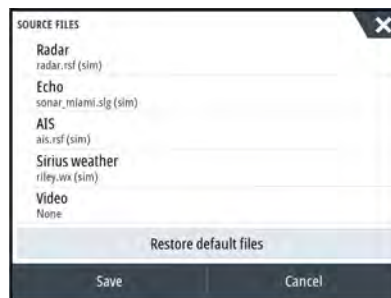 SOURCE FILES
Radar
radar.rsf (sim)
Echo
sonar_miami.slg (sim)
AIS
ais.rsf (sim)
Sirius weather
riley.wx (sim)
Video
None
Restore default files
Save Cancel